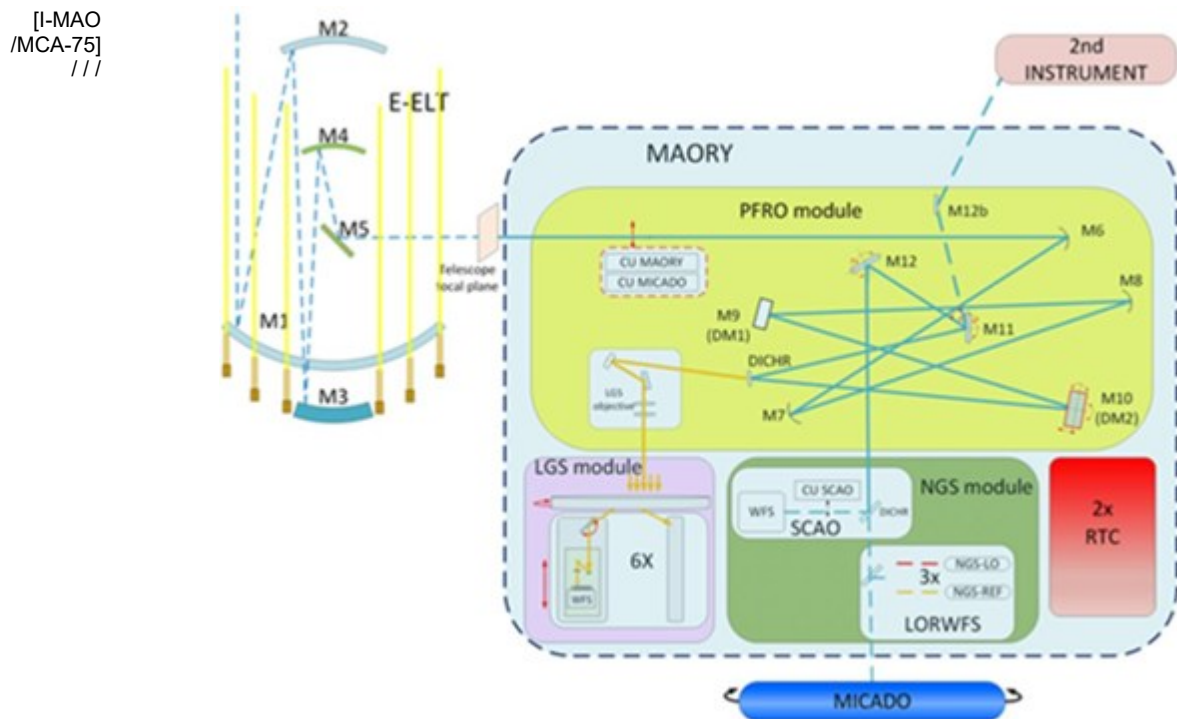 [I-MAO
/MCA-75]
/ / /
M2
E-ELT
M4
M5
Telescope
focal plane
M1
M3
2nd
INSTRUMENT
MAORY
PFRO module
M12b
M6
CU MAORY
CU MICADO
M12
M8
M9
(DM1)
M11
DICHR
LGS
objective
M7
M10
(DM2)
LGS module
6X
WFS
NGS module
CU SCAO
WFS
DICHR
SCAO
NGS-LO
3x
NGS-REF
LORWFS
2x
RTC
MICADO